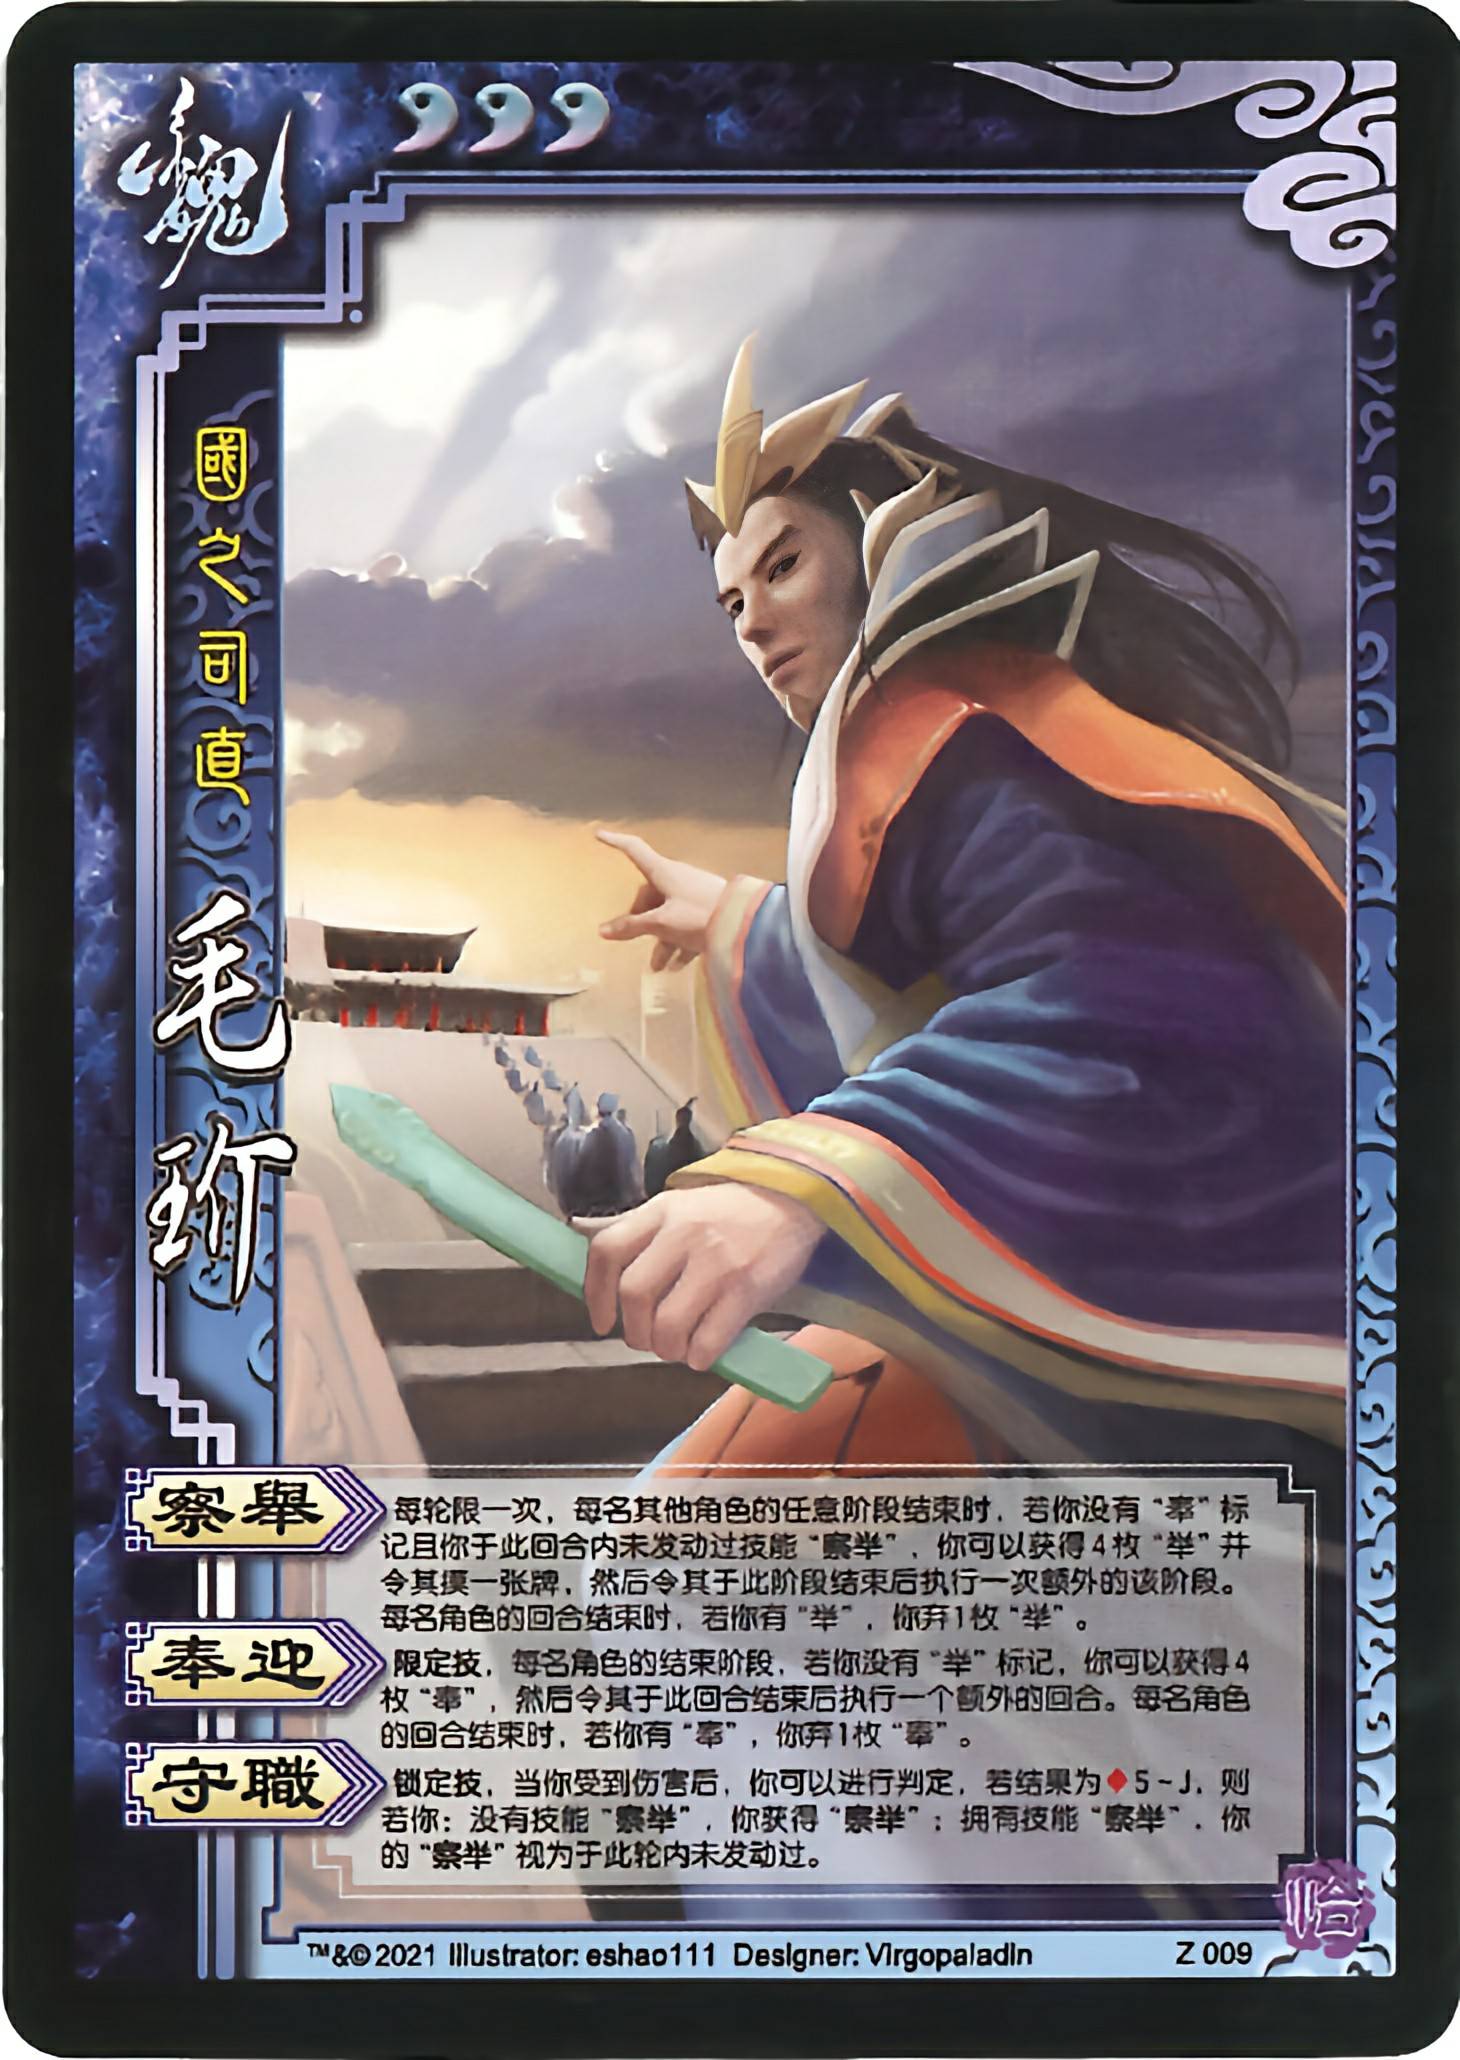 魏
國之司直
毛玠
察舉
每轮限一次，每名其他角色的任意阶段结束时，若你没有“奉”标
记且你于此回合内未发动过技能“察举”，你可以获得4枚“举”并
令其摸一张牌，然后令其于此阶段结束后执行一次额外的该阶段。
每名角色的回合结束时，若你有“举”，你弃1枚“举”。
奉迎
限定技，每名角色的结束阶段，若你没有“举”标记，你可以获得4
枚“奉”，然后令其于此回合结束后执行一个额外的回合。每名角色
的回合结束时，若你有“奉”，你弃1枚“奉”。
守職
锁定技，当你受到伤害后，你可以进行判定，若结果为♦5~J，则
若你：没有技能“察举”，你获得“察举”；拥有技能“察举”，你
的“察举”视为于此轮内未发动过。
™&©2021 Illustrator: eshao111 Designer: Virgopaladin
Z 009